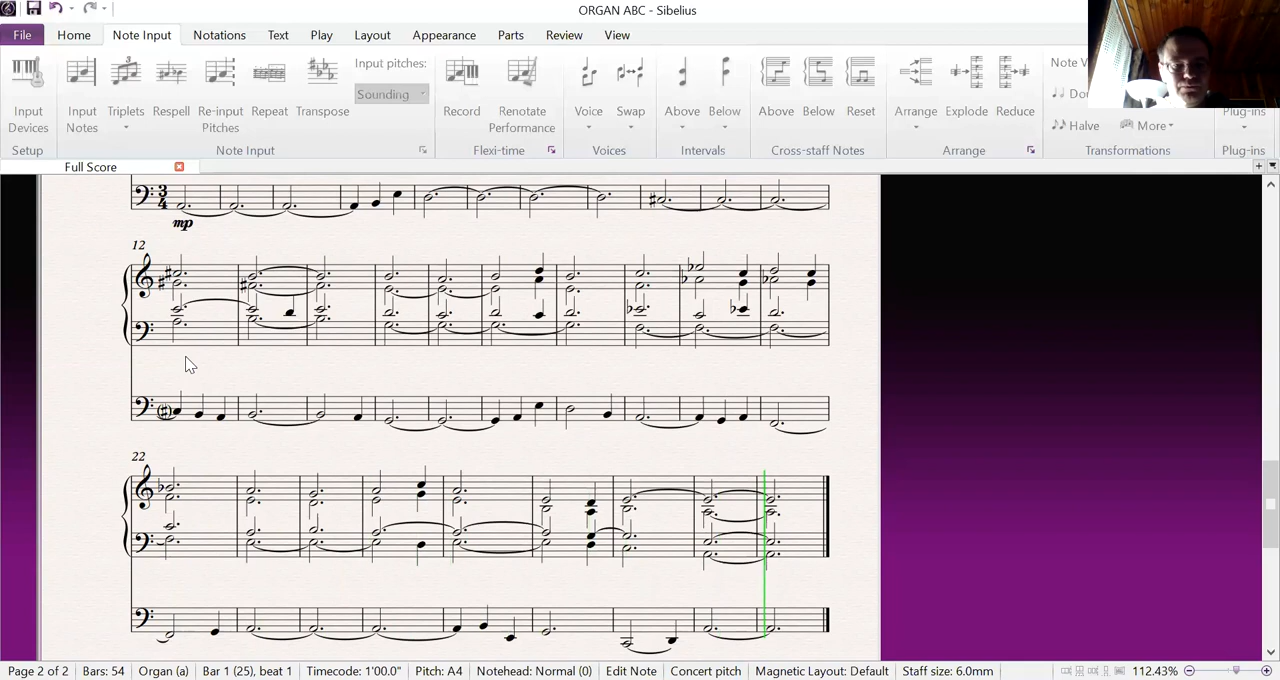 ORGAN ABC - Sibelius
File Home Note Input Notations Text Play Layout Appearance Parts Review View
Input Devices
Input Notes
Triplets
Respell
Re-input Pitches
Repeat
Transpose
Input pitches:
Sounding
Record
Renotate Performance
Voice
Swap
Above
Below
Above
Below
Reset
Arrange
Explode
Reduce
Note V
Dou
Halve
More
Plug-ins
Setup Note Input Flexi-time Voices Intervals Cross-staff Notes Arrange Transformations Plug-ins
Full Score
3
4
mp
12
22
Page 2 of 2 Bars: 54 Organ (a) Bar 1 (25), beat 1 Timecode: 1'00.0" Pitch: A4 Notehead: Normal (0) Edit Note Concert pitch Magnetic Layout: Default Staff size: 6.0mm 112.43%